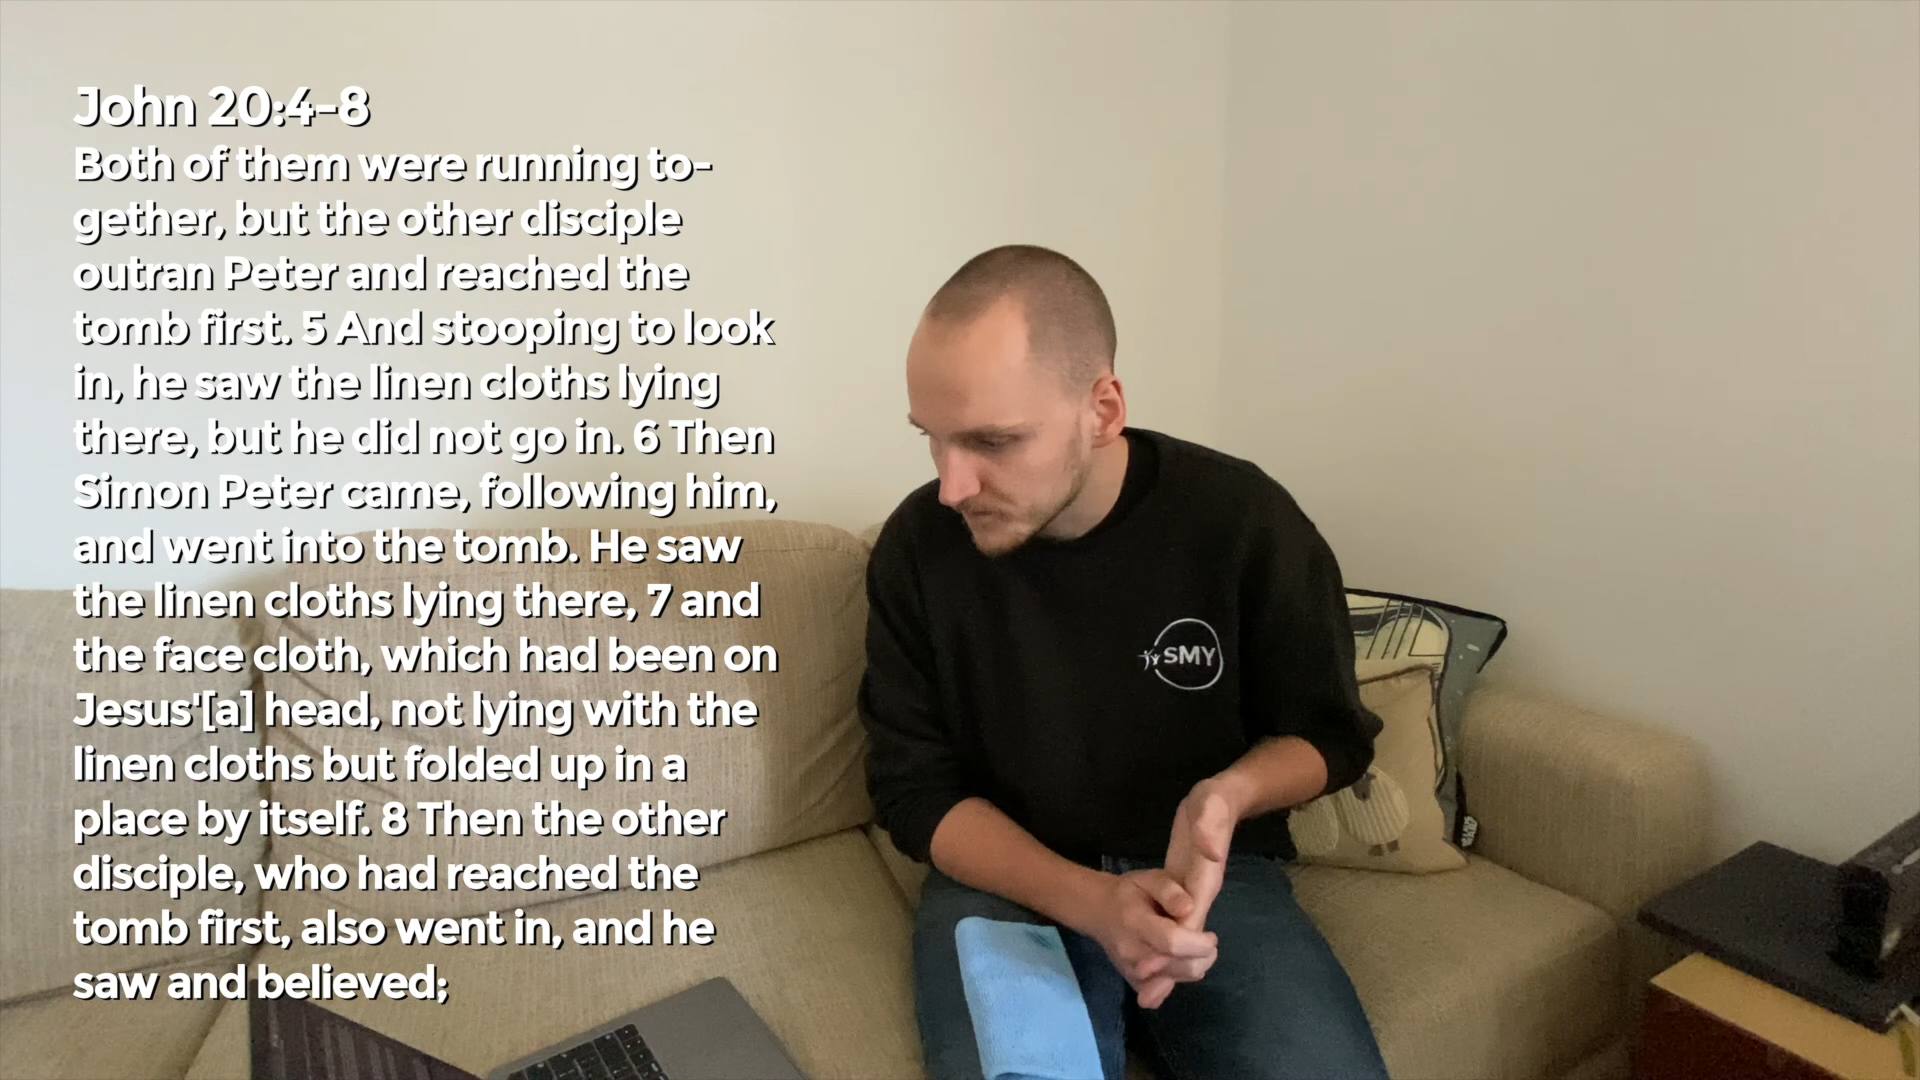 John 20:4-8
Both of them were running to-
gether, but the other disciple
outran Peter and reached the
tomb first. 5 And stooping to look
in, he saw the linen cloths lying
there, but he did not go in. 6 Then
Simon Peter came, following him,
and went into the tomb. He saw
the linen cloths lying there, 7 and
the face cloth, which had been on
Jesus'[a] head, not lying with the
linen cloths but folded up in a
place by itself. 8 Then the other
disciple, who had reached the
tomb first, also went in, and he
saw and believed;
SMY